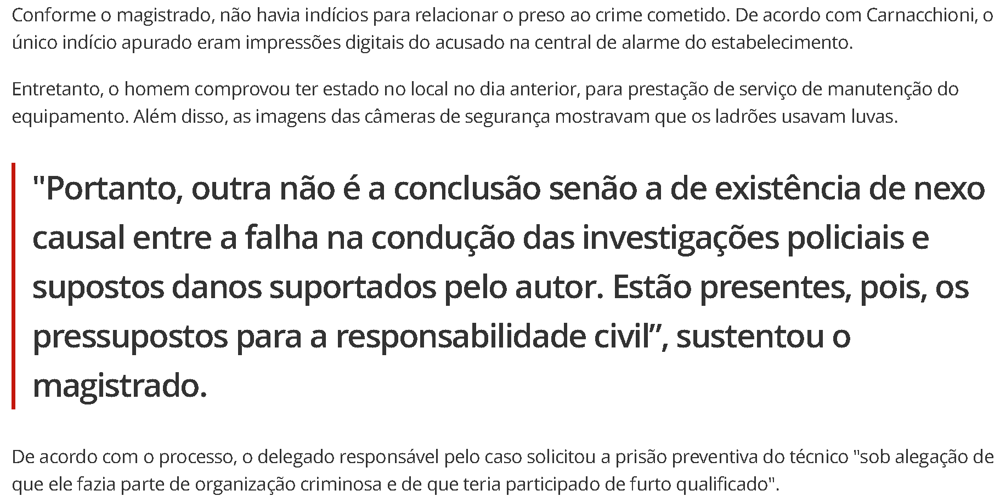 Conforme o magistrado, não havia indícios para relacionar o preso ao crime cometido. De acordo com Carnacchioni, o
único indício apurado eram impressões digitais do acusado na central de alarme do estabelecimento.
Entretanto, o homem comprovou ter estado no local no dia anterior, para prestação de serviço de manutenção do
equipamento. Além disso, as imagens das câmeras de segurança mostravam que os ladrões usavam luvas.
"Portanto, outra não é a conclusão senão a de existência de nexo
causal entre a falha na condução das investigações policiais e
supostos danos suportados pelo autor. Estão presentes, pois, os
pressupostos para a responsabilidade civil”, sustentou o
magistrado.
De acordo com o processo, o delegado responsável pelo caso solicitou a prisão preventiva do técnico "sob alegação de
que ele fazia parte de organização criminosa e de que teria participado de furto qualificado".